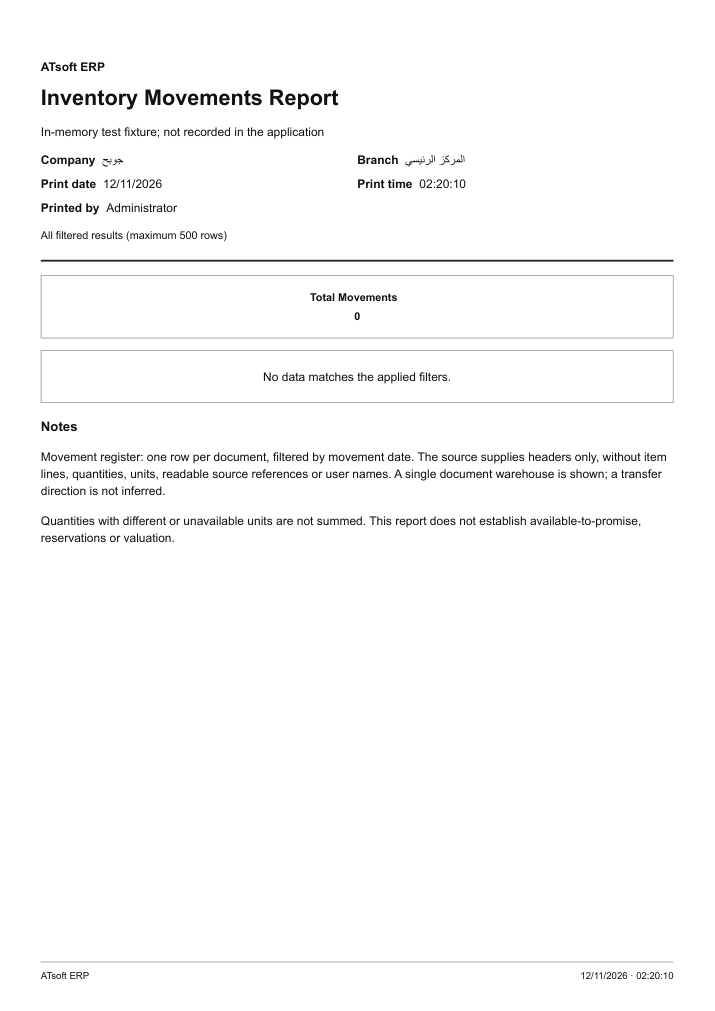 ATsoft ERP
Inventory Movements Report
In-memory test fixture; not recorded in the application
Company جويح
Branch المركز الرئيسي
Print date 12/11/2026
Print time 02:20:10
Printed by Administrator
All filtered results (maximum 500 rows)
Total Movements
0
No data matches the applied filters.
Notes
Movement register: one row per document, filtered by movement date. The source supplies headers only, without item
lines, quantities, units, readable source references or user names. A single document warehouse is shown; a transfer
direction is not inferred.
Quantities with different or unavailable units are not summed. This report does not establish available-to-promise,
reservations or valuation.
ATsoft ERP
12/11/2026 · 02:20:10